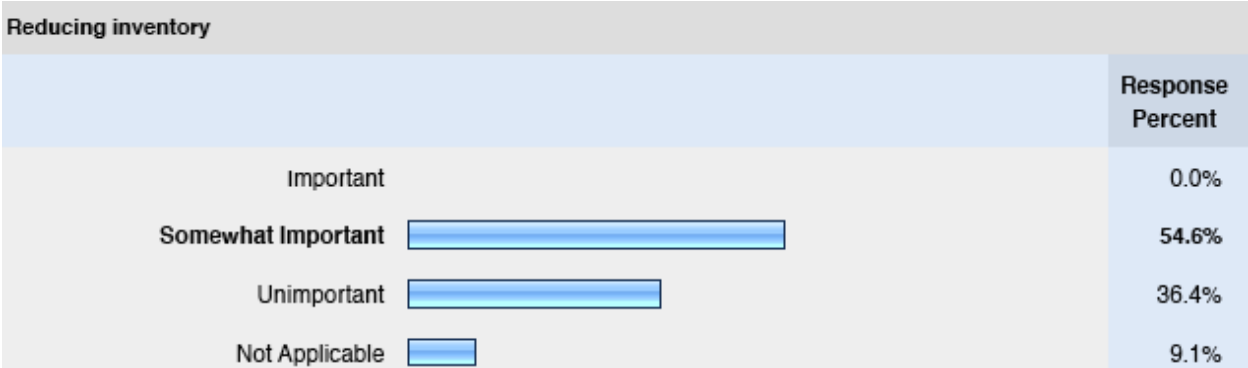 Reducing inventory
Response
Percent
Important 0.0%
Somewhat Important 54.6%
Unimportant 36.4%
Not Applicable 9.1%